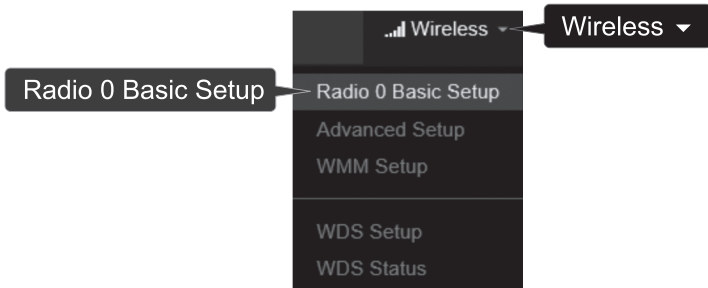 Wireless
Wireless
Radio 0 Basic Setup
Radio 0 Basic Setup
Advanced Setup
WMM Setup
WDS Setup
WDS Status